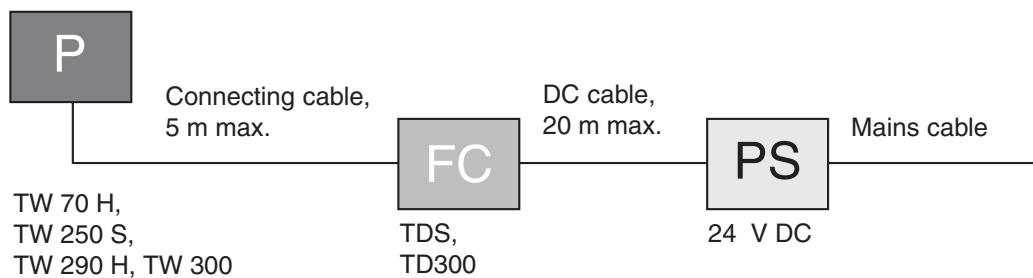 P
Connecting cable,
5 m max.
FC
DC cable,
20 m max.
PS
Mains cable
TW 70 H,
TW 250 S,
TW 290 H, TW 300
TDS,
TD300
24 V DC